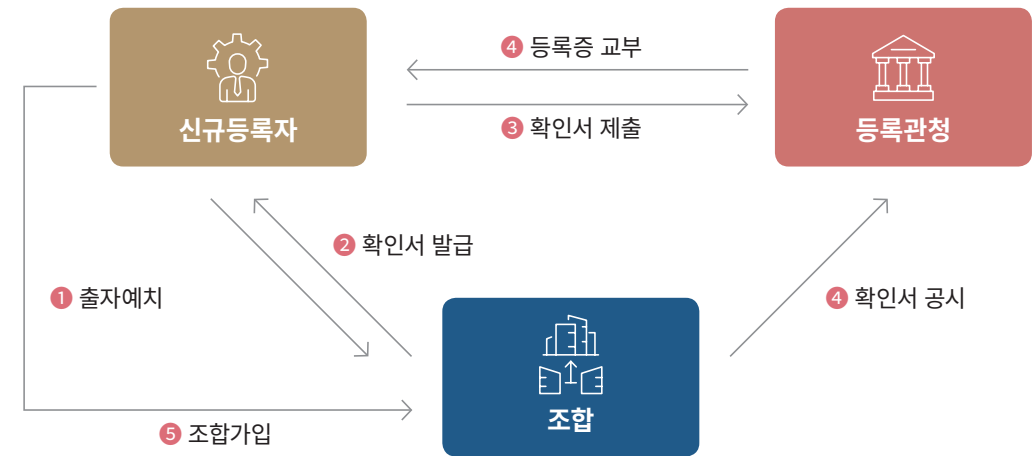 ④ 등록증 교부
신규등록자
③ 확인서 제출
등록관청
② 확인서 발급
① 출자예치
④ 확인서 공시
조합
⑤ 조합가입